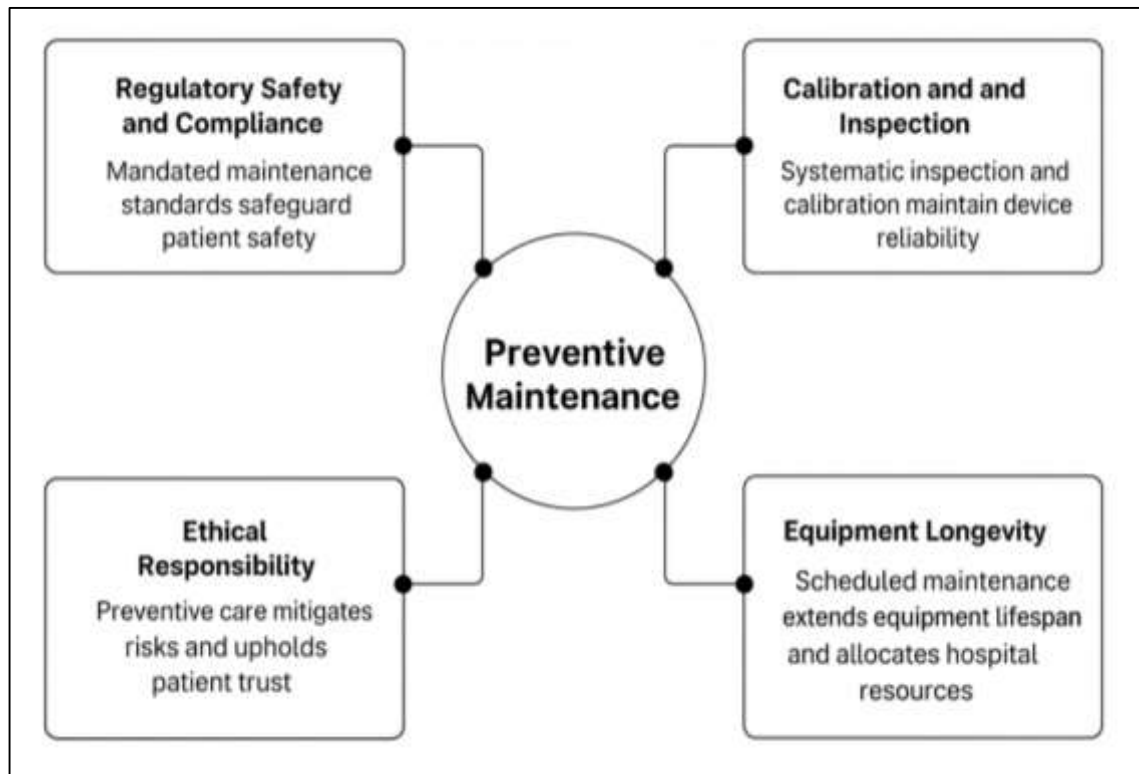 Regulatory Safety
and Compliance
Mandated maintenance
standards safeguard
patient safety
Calibration and and
Inspection
Systematic inspection and
calibration maintain device
reliability
Preventive
Maintenance
Ethical
Responsibility
Preventive care mitigates
risks and upholds
patient trust
Equipment Longevity
Scheduled maintenance
extends equipment lifespan
and allocates hospital
resources